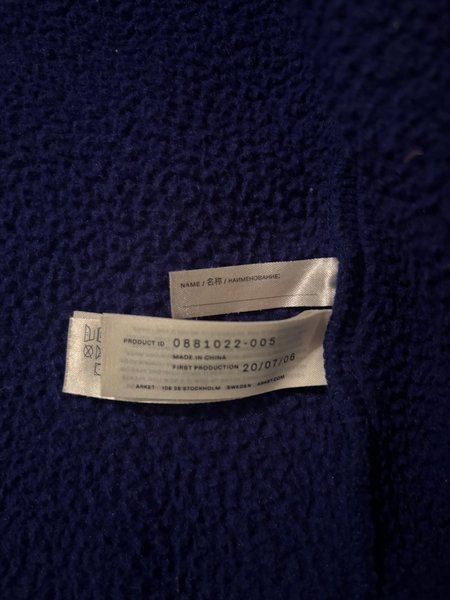 NAME / 名称 / НАИМЕНОВАНИЕ:
PRODUCT ID 0881022-005
MADE IN CHINA
FIRST PRODUCTION 20/07/06
ARKET 106 38 STOCKHOLM SWEDEN ARKET.COM